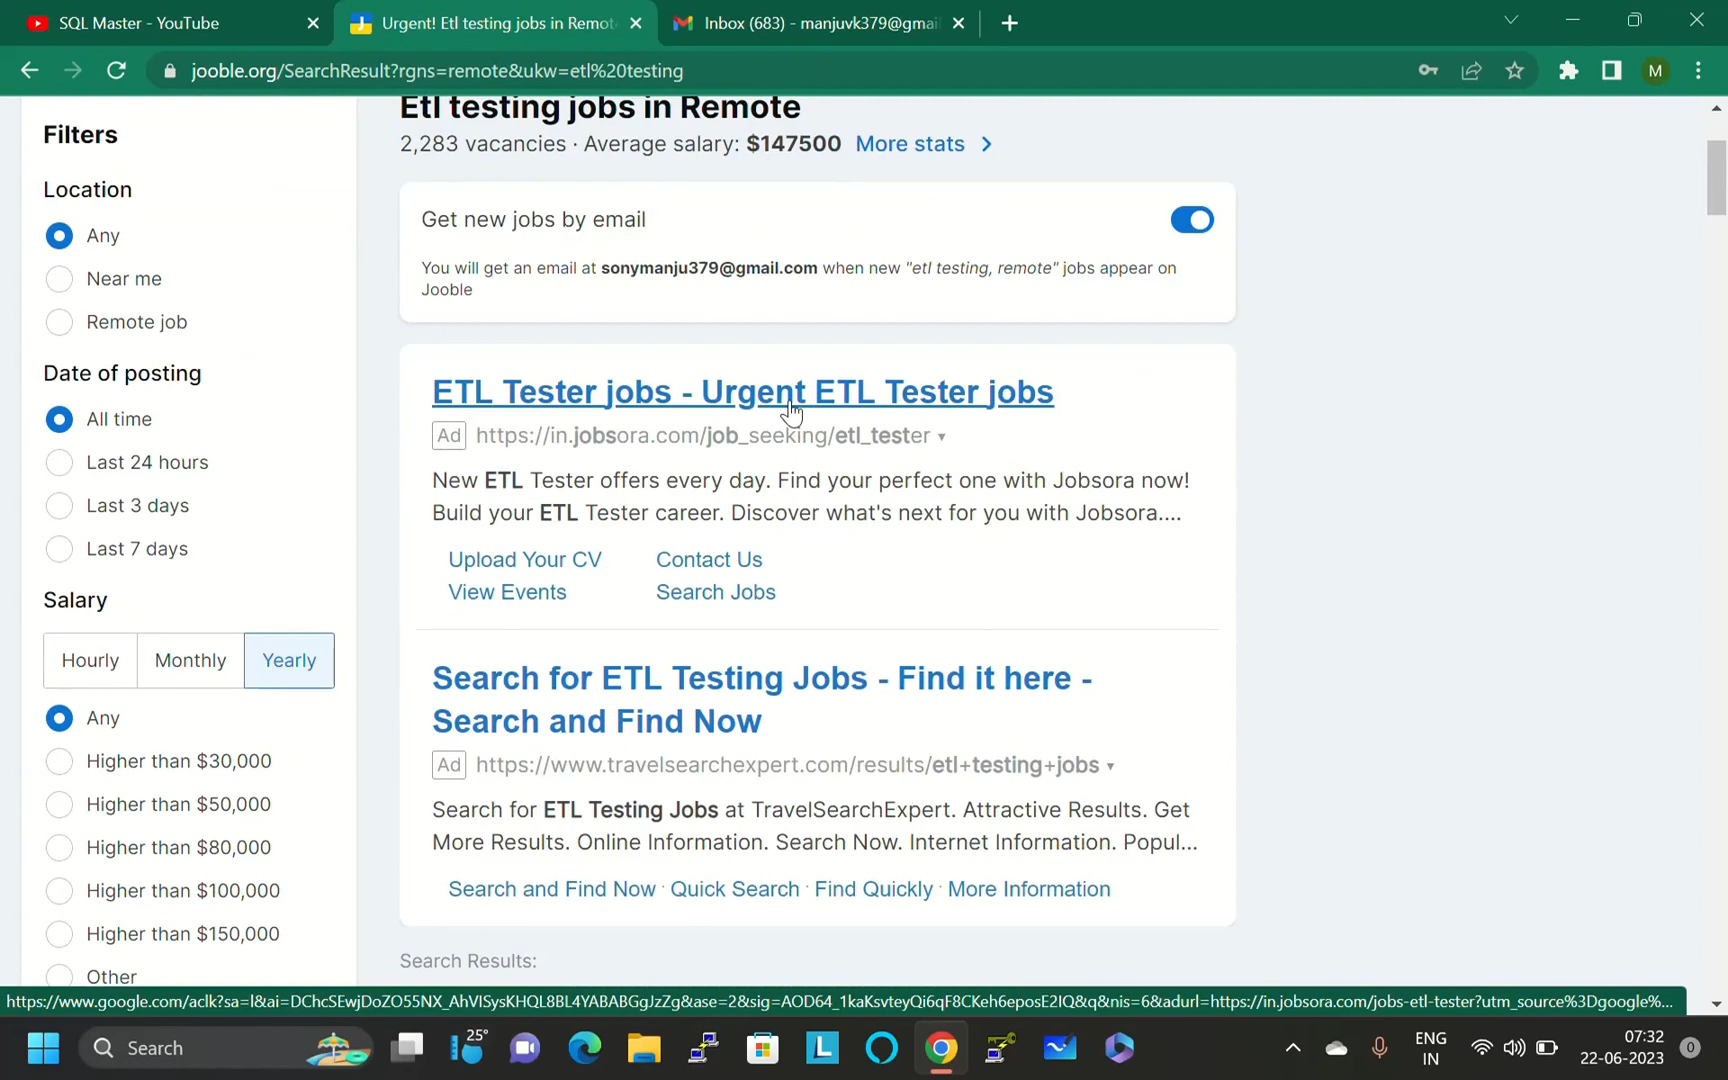 SQL Master - YouTube
Urgent! Etl testing jobs in Remot
Inbox (683) - manjuvk379@gmai
jooble.org/SearchResult?rgns=remote&ukw=etl%20testing
M
Filters
Location
Any
Near me
Remote job
Date of posting
All time
Last 24 hours
Last 3 days
Last 7 days
Salary
Hourly Monthly Yearly
Any
Higher than $30,000
Higher than $50,000
Higher than $80,000
Higher than $100,000
Higher than $150,000
Other
Etl testing jobs in Remote
2,283 vacancies · Average salary: $147500 More stats >
Get new jobs by email
You will get an email at sonymanju379@gmail.com when new "etl testing, remote" jobs appear on
Jooble
ETL Tester jobs - Urgent ETL Tester jobs
Ad https://in.jobsora.com/job_seeking/etl_tester
New ETL Tester offers every day. Find your perfect one with Jobsora now!
Build your ETL Tester career. Discover what's next for you with Jobsora....
Upload Your CV Contact Us
View Events Search Jobs
Search for ETL Testing Jobs - Find it here -
Search and Find Now
Ad https://www.travelsearchexpert.com/results/etl+testing+jobs
Search for ETL Testing Jobs at TravelSearchExpert. Attractive Results. Get
More Results. Online Information. Search Now. Internet Information. Popul...
Search and Find Now · Quick Search · Find Quickly · More Information
Search Results:
https://www.google.com/aclk?sa=l&ai=DChcSEwjDoZO55NX_AhVISysKHQL8BL4YABABGgJzZg&ase=2&sig=AOD64_1kaKsvteyQi6qF8CKeh6eposE2IQ&q&nis=6&adurl=https://in.jobsora.com/jobs-etl-tester?utm_source%3Dgoogle%...
Search
25°
L
ENG
IN
07:32
22-06-2023
0